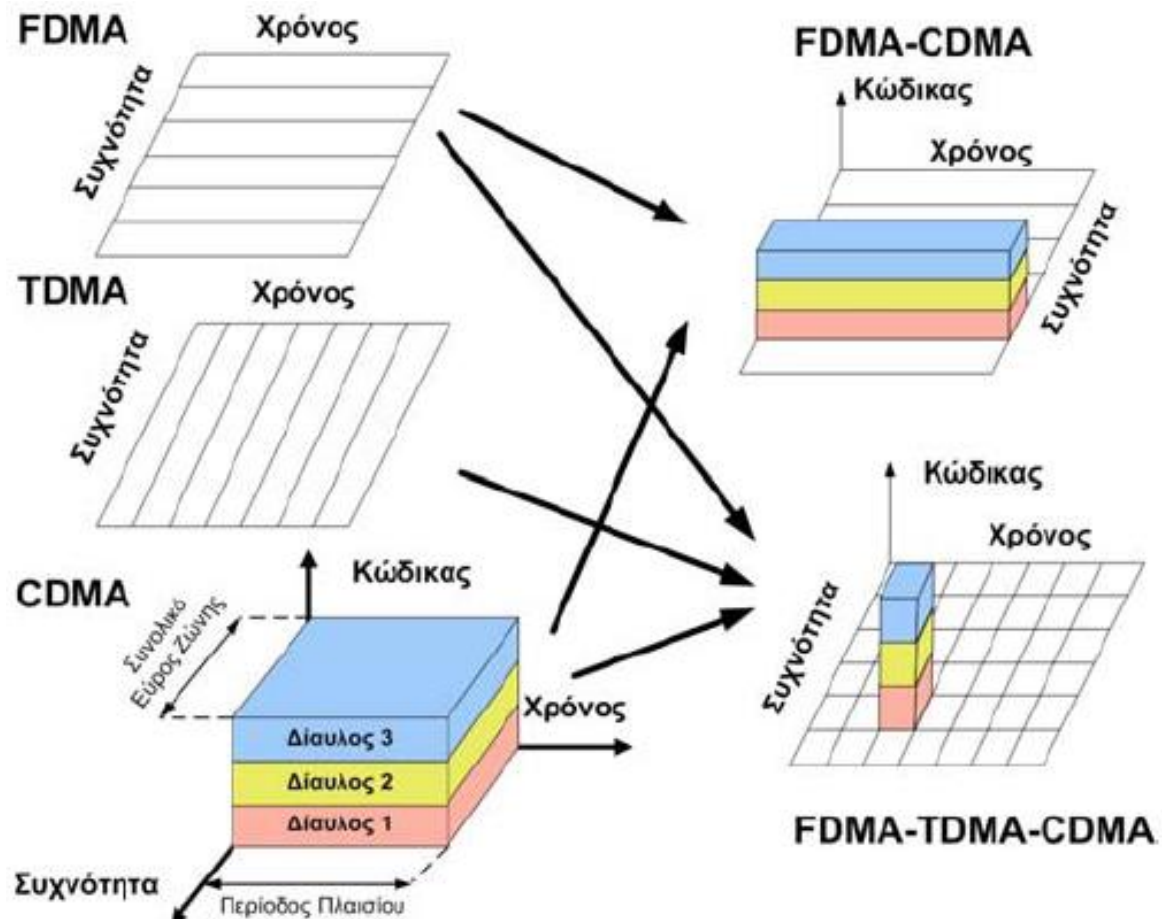 FDMA
Χρόνος
Συχνότητα
TDMA
Χρόνος
Συχνότητα
CDMA
Κώδικας
Συνολικό
Εύρος Ζώνης
Χρόνος
Δίαυλος 3
Δίαυλος 2
Δίαυλος 1
Συχνότητα
Περίοδος Πλαισίου
FDMA-CDMA
Κώδικας
Χρόνος
Συχνότητα
Κώδικας
Χρόνος
Συχνότητα
FDMA-TDMA-CDMA